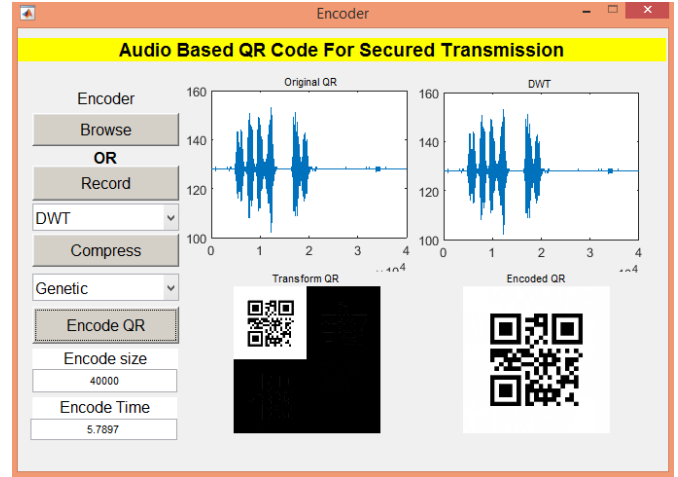 Encoder
Audio Based QR Code For Secured Transmission
Encoder
Browse
OR
Record
DWT
Compress
Genetic
Encode QR
Encode size
40000
Encode Time
5.7897
Original QR
160
140
120
100
0 1 2 3 4
× 10^4
DWT
160
140
120
100
0 1 2 3 4
Transform QR
Encoded QR